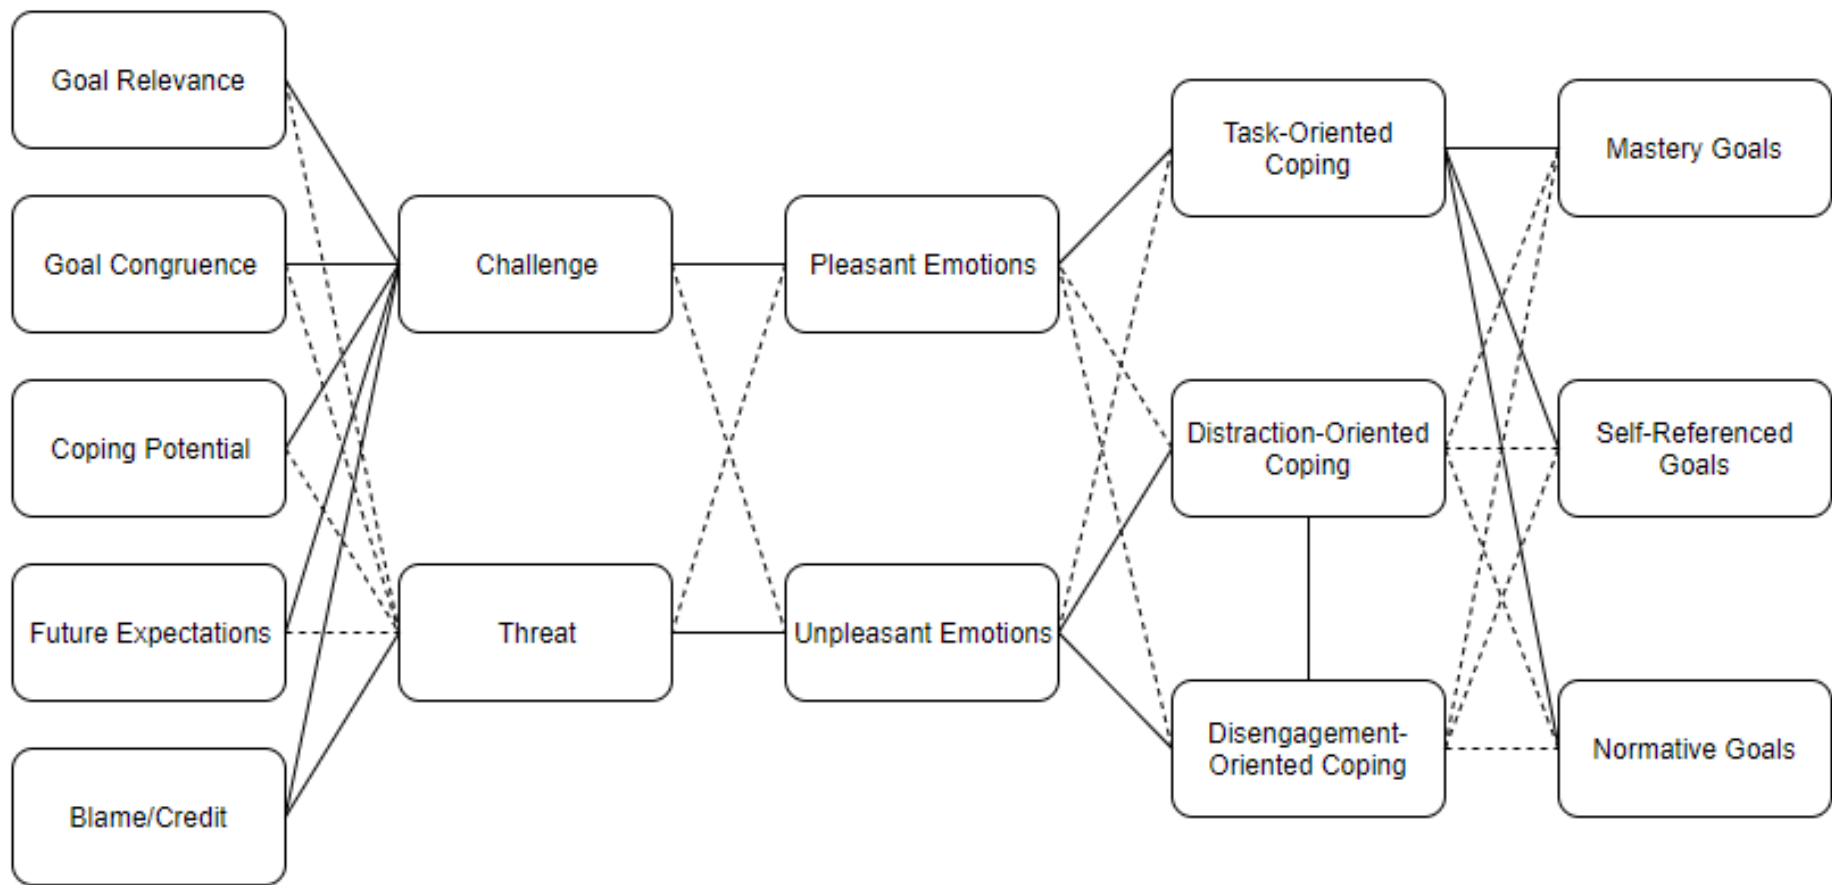 Goal Relevance
Goal Congruence
Coping Potential
Future Expectations
Blame/Credit
Challenge
Threat
Pleasant Emotions
Unpleasant Emotions
Task-Oriented
Coping
Distraction-Oriented
Coping
Disengagement-
Oriented Coping
Mastery Goals
Self-Referenced
Goals
Normative Goals